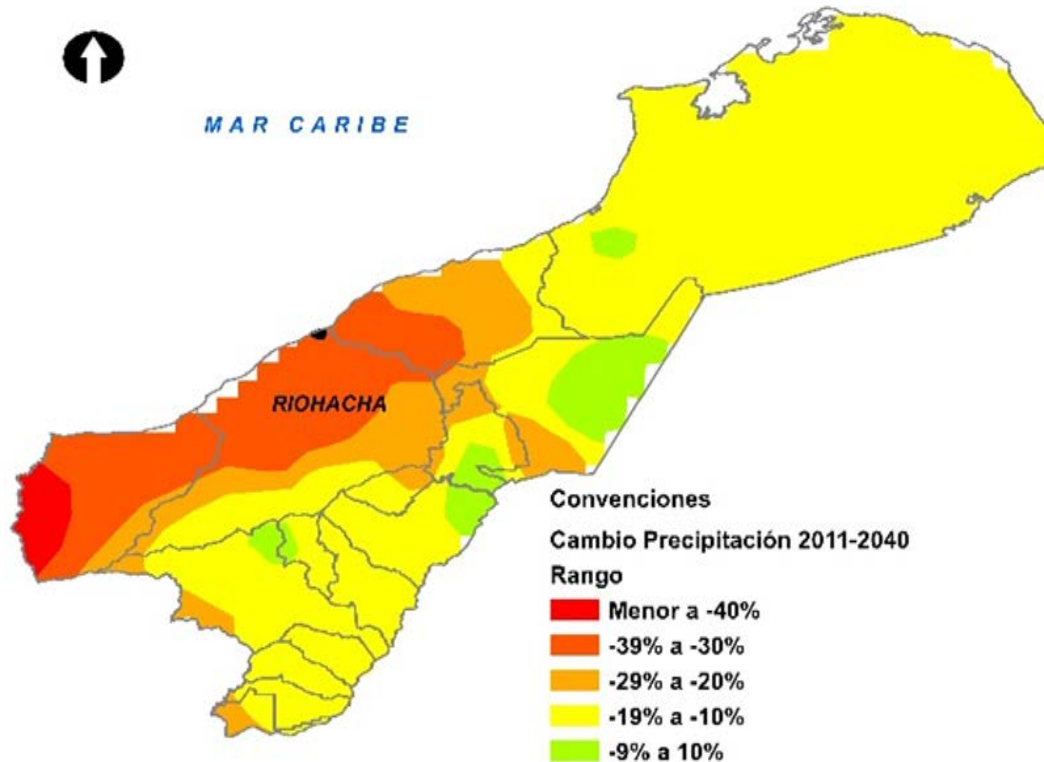 MAR CARIBE
RIOHACHA
Convenciones
Cambio Precipitación 2011-2040
Rango
Menor a -40%
-39% a -30%
-29% a -20%
-19% a -10%
-9% a 10%